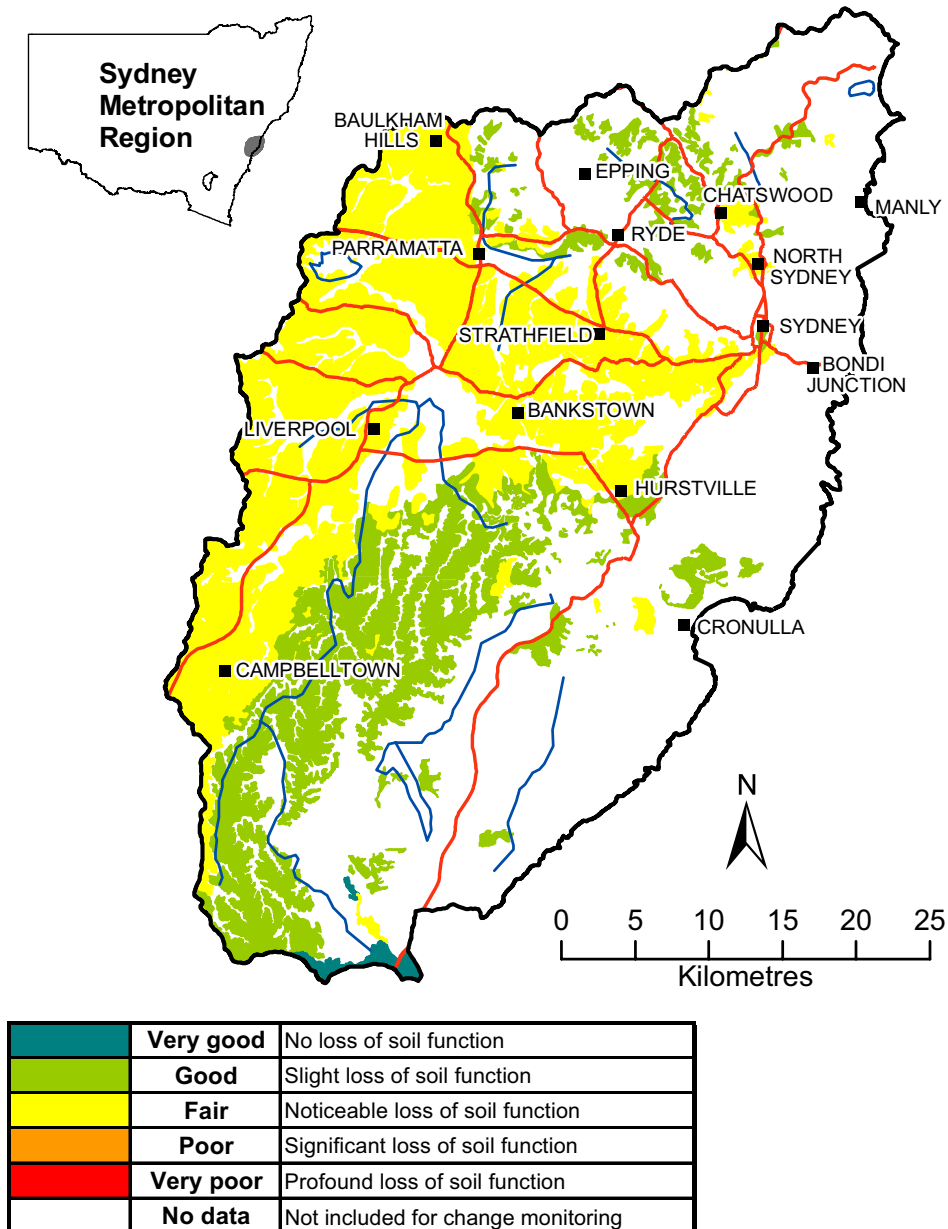 Sydney
Metropolitan
Region
BAULKHAM
HILLS
EPPING
CHATSWOOD
MANLY
RYDE
PARRAMATTA
NORTH
SYDNEY
STRATHFIELD
SYDNEY
BONDI
JUNCTION
BANKSTOWN
LIVERPOOL
HURSTVILLE
CRONULLA
CAMPBELLTOWN
N
0 5 10 15 20 25
Kilometres
Very good No loss of soil function
Good Slight loss of soil function
Fair Noticeable loss of soil function
Poor Significant loss of soil function
Very poor Profound loss of soil function
No data Not included for change monitoring